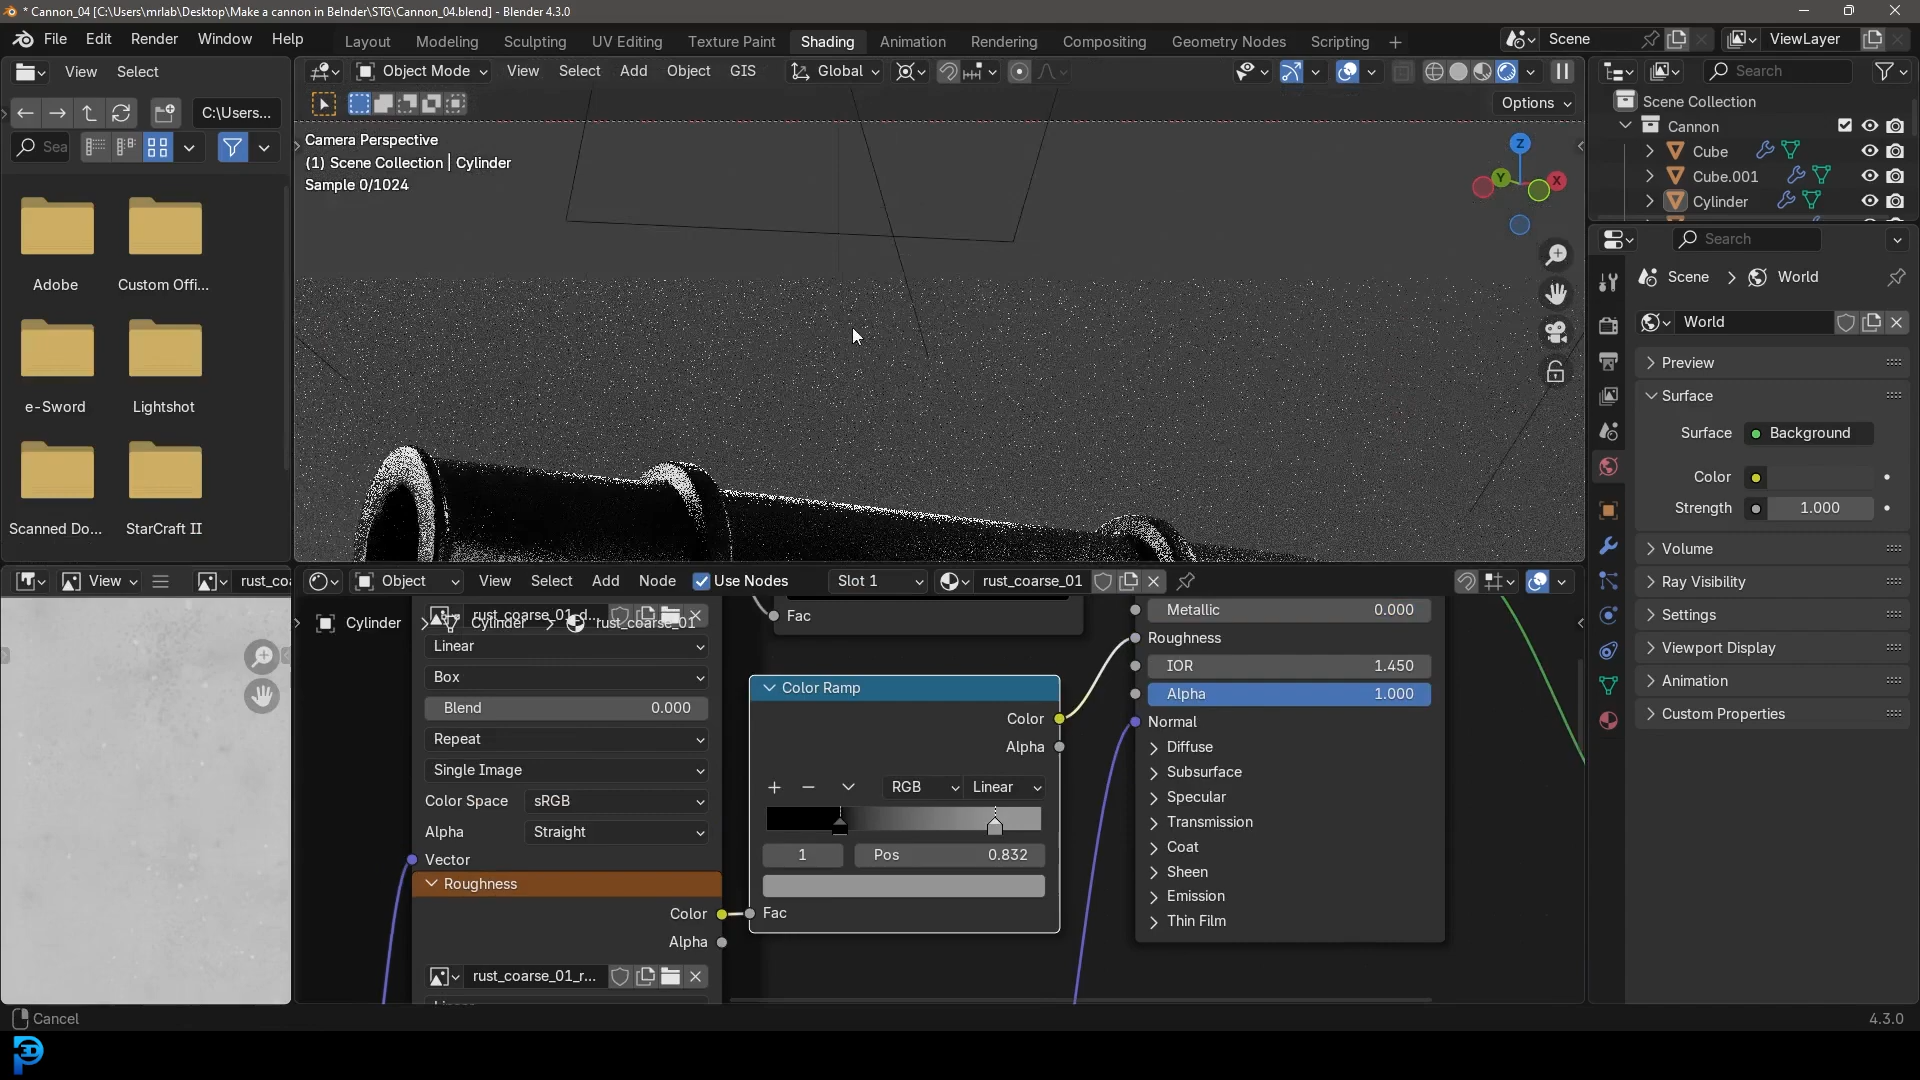 * Cannon_04 [C:\Users\mrlab\Desktop\Make a cannon in Belnder\STG\Cannon_04.blend] - Blender 4.3.0
File Edit Render Window Help Layout Modeling Sculpting UV Editing Texture Paint Shading Animation Rendering Compositing Geometry Nodes Scripting + Scene ViewLayer
View Select Object Mode View Select Add Object GIS Global Search
C:\Users... Options Scene Collection
Sea Cannon
Camera Perspective Cube
(1) Scene Collection | Cylinder Cube.001
Sample 0/1024 Cylinder
Z
Y
X
Search
Adobe Custom Offi... Scene > World
World
e-Sword Lightshot Preview
Surface
Surface Background
Color
Scanned Do... StarCraft II Strength 1.000
Volume
View rust_coa Object View Select Add Node Use Nodes Slot 1 rust_coarse_01 Ray Visibility
Settings
Viewport Display
Animation
Custom Properties
rust_coarse_01_d...
Cylinder > Cylinder > rust_coarse_01
Linear
Box
Blend 0.000
Repeat
Single Image
Color Space sRGB
Alpha Straight
Vector
Roughness
Color
Alpha
rust_coarse_01_r...
Fac
Color Ramp
Color
Alpha
RGB Linear
1 Pos 0.832
Fac
Metallic 0.000
Roughness
IOR 1.450
Alpha 1.000
Normal
Diffuse
Subsurface
Specular
Transmission
Coat
Sheen
Emission
Thin Film
Cancel 4.3.0